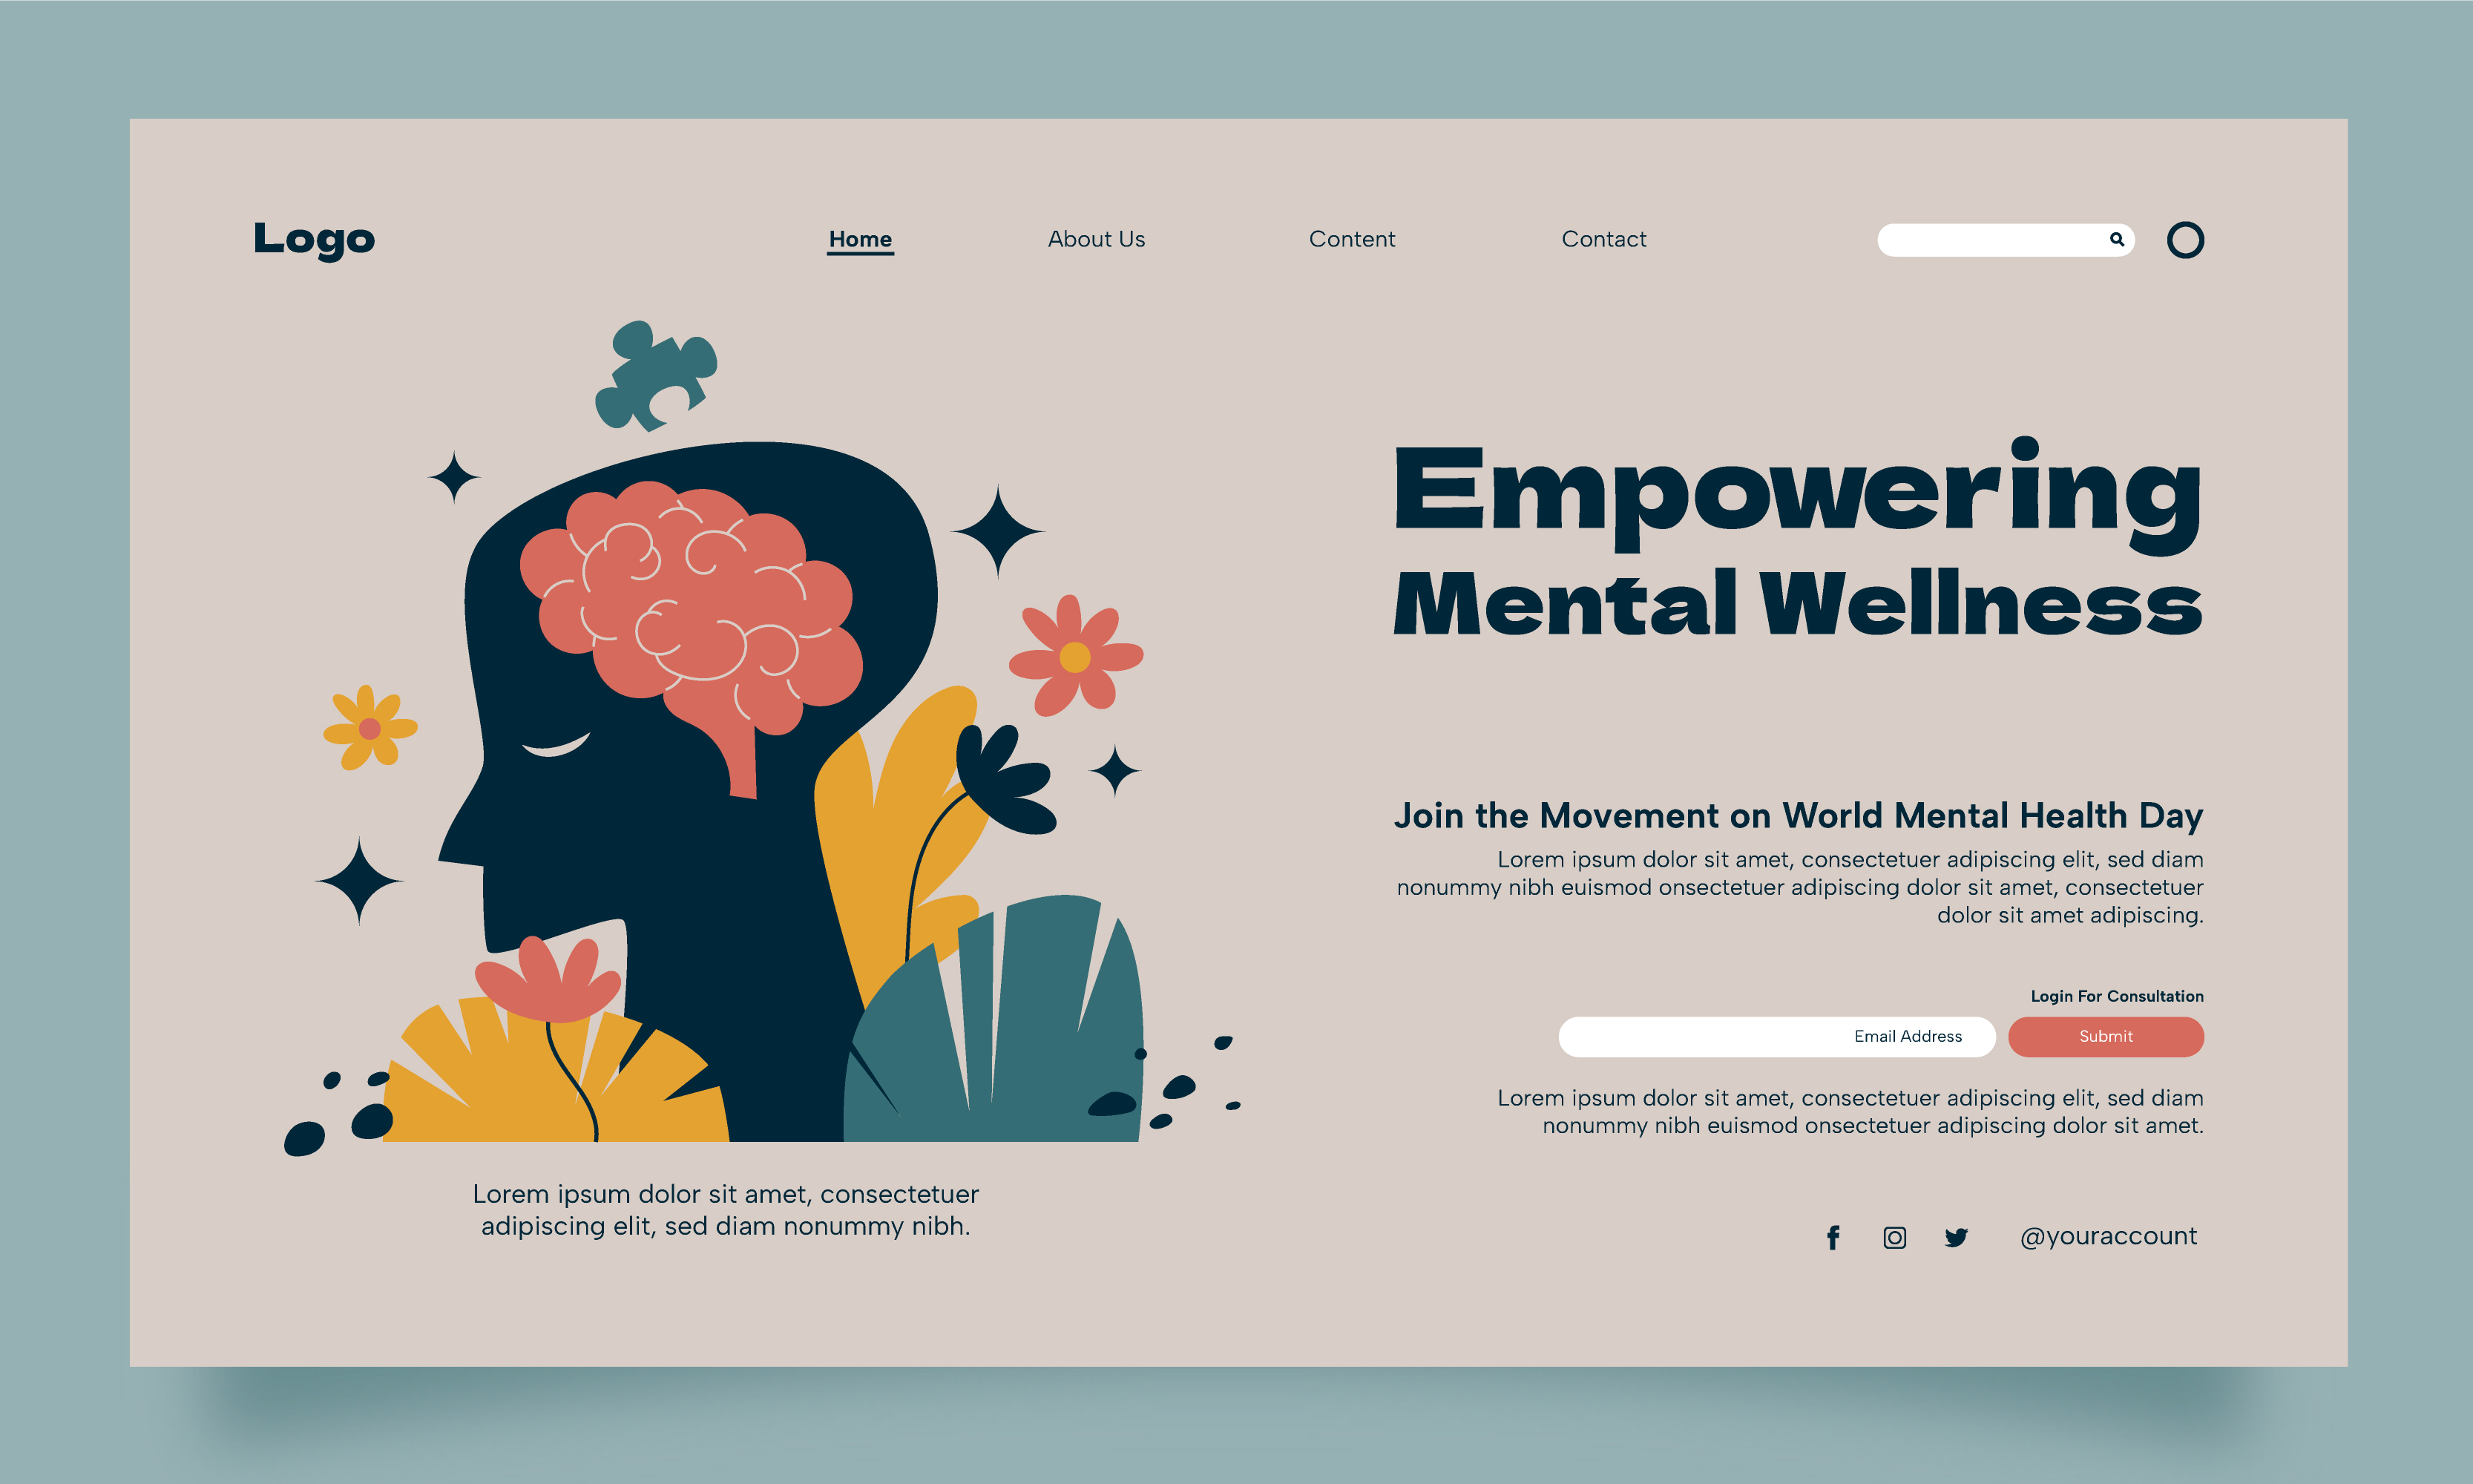 Logo
Home
About Us
Content
Contact
Empowering
Mental Wellness
Join the Movement on World Mental Health Day
Lorem ipsum dolor sit amet, consectetuer adipiscing elit, sed diam
nonummy nibh euismod onsectetuer adipiscing dolor sit amet, consectetuer
dolor sit amet adipiscing.
Login For Consultation
Email Address
Submit
Lorem ipsum dolor sit amet, consectetuer adipiscing elit, sed diam
nonummy nibh euismod onsectetuer adipiscing dolor sit amet.
Lorem ipsum dolor sit amet, consectetuer
adipiscing elit, sed diam nonummy nibh.
@youraccount